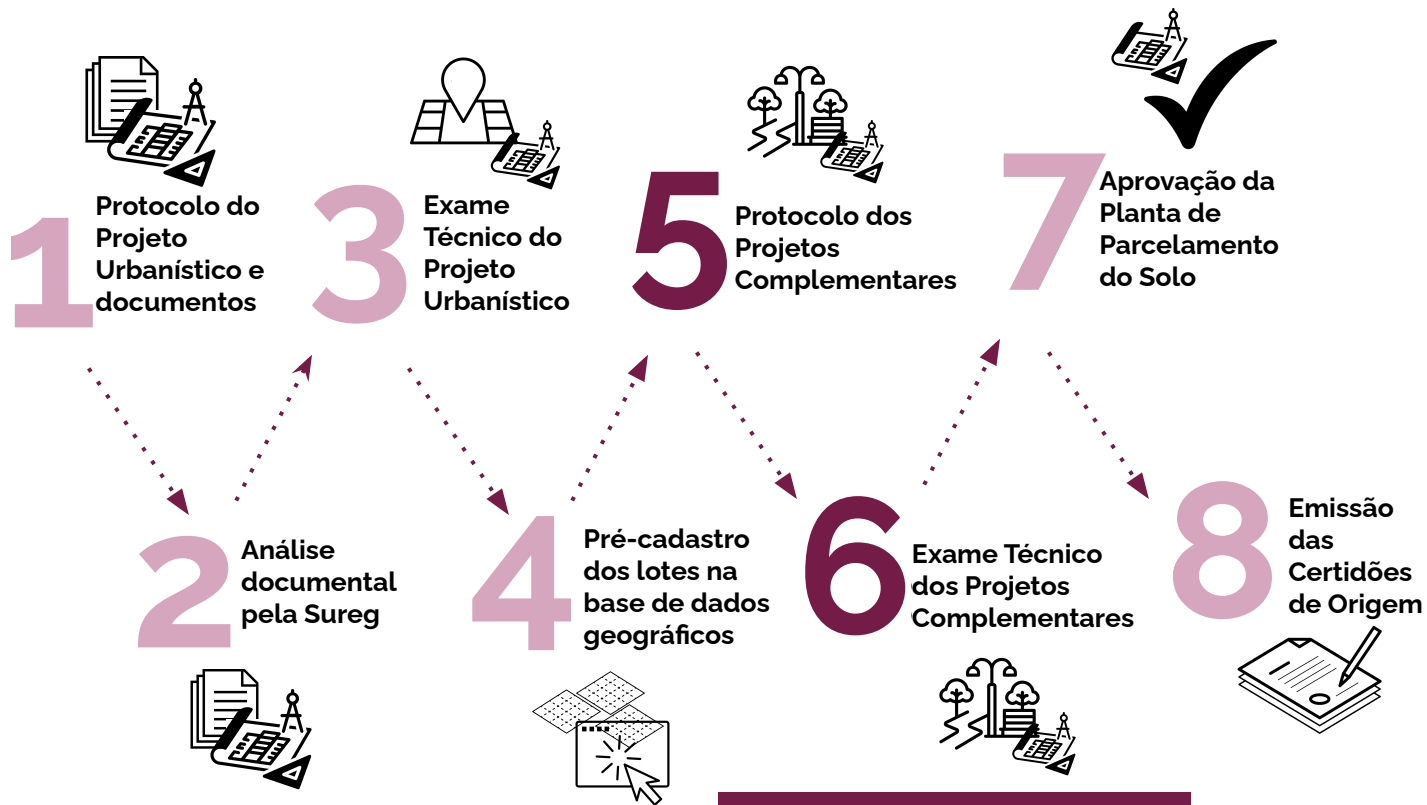 1
Protocolo do
Projeto
Urbanístico e
documentos
2
Análise
documental
pela Sureg
3
Exame
Técnico do
Projeto
Urbanístico
4
Pré-cadastro
dos lotes na
base de dados
geográficos
5
Protocolo dos
Projetos
Complementares
6
Exame Técnico
dos Projetos
Complementares
7
Aprovação da
Planta de
Parcelamento
do Solo
8
Emissão
das
Certidões
de Origem